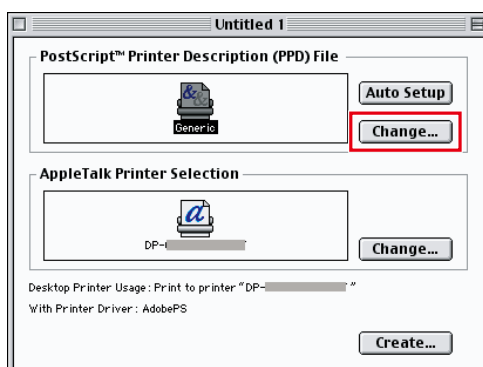 Untitled 1
PostScript™ Printer Description (PPD) File
Generic
Auto Setup
Change...
AppleTalk Printer Selection
DP-
Change...
Desktop Printer Usage : Print to printer "DP- "
With Printer Driver : AdobePS
Create...